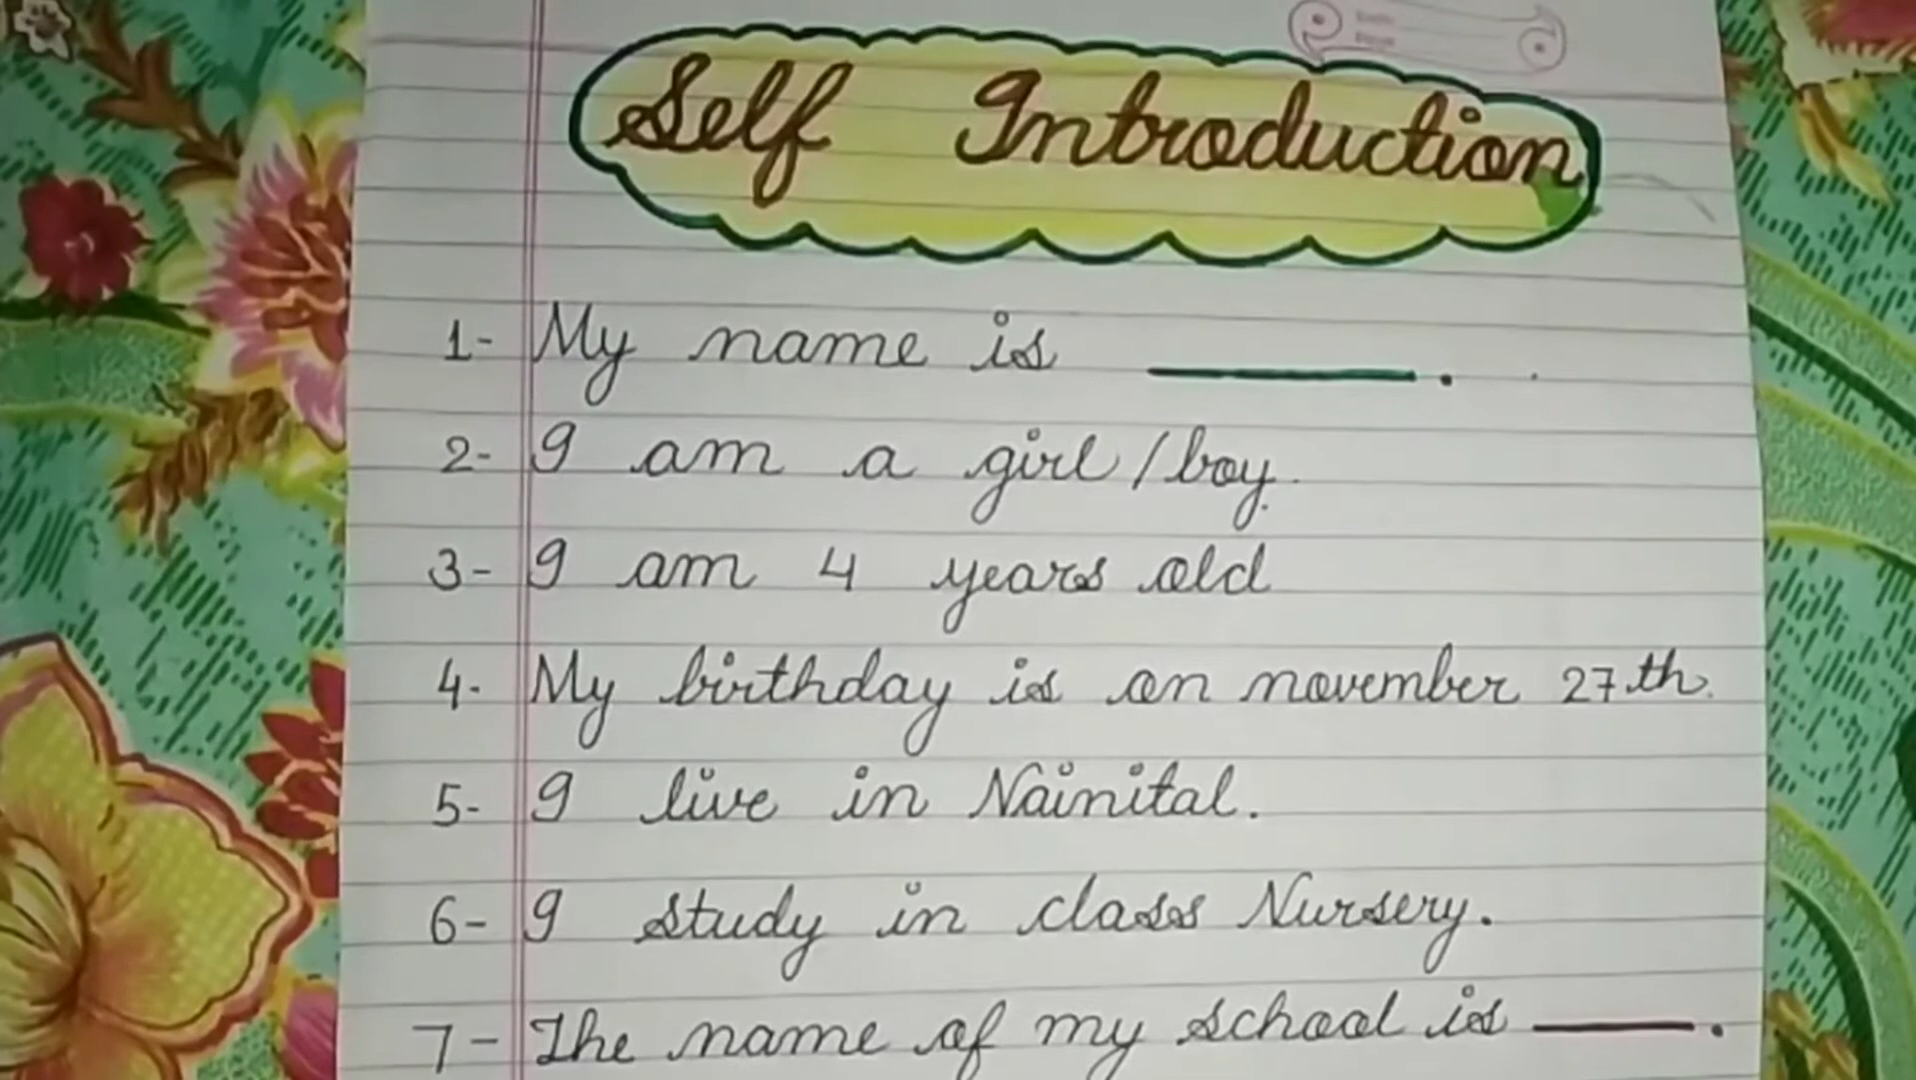 Self Introduction
1- My name is ______.
2- I am a girl/boy.
3- I am 4 years old
4- My birthday is on november 27th.
5- I live in Nainital.
6- I study in class Nursery.
7- The name of my school is ______.